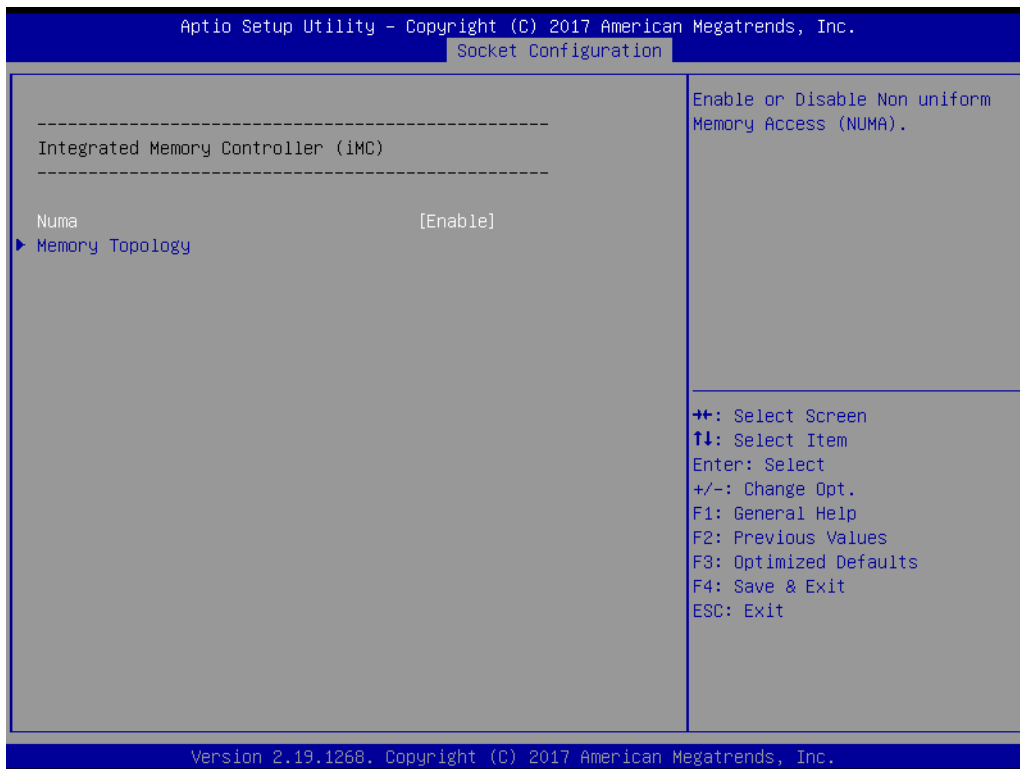 Aptio Setup Utility – Copyright (C) 2017 American Megatrends, Inc.
Socket Configuration
--------------------------------------------------
Integrated Memory Controller (iMC)
--------------------------------------------------
Numa [Enable]
Memory Topology
Enable or Disable Non uniform
Memory Access (NUMA).
→←: Select Screen
↑↓: Select Item
Enter: Select
+/-: Change Opt.
F1: General Help
F2: Previous Values
F3: Optimized Defaults
F4: Save & Exit
ESC: Exit
Version 2.19.1268. Copyright (C) 2017 American Megatrends, Inc.